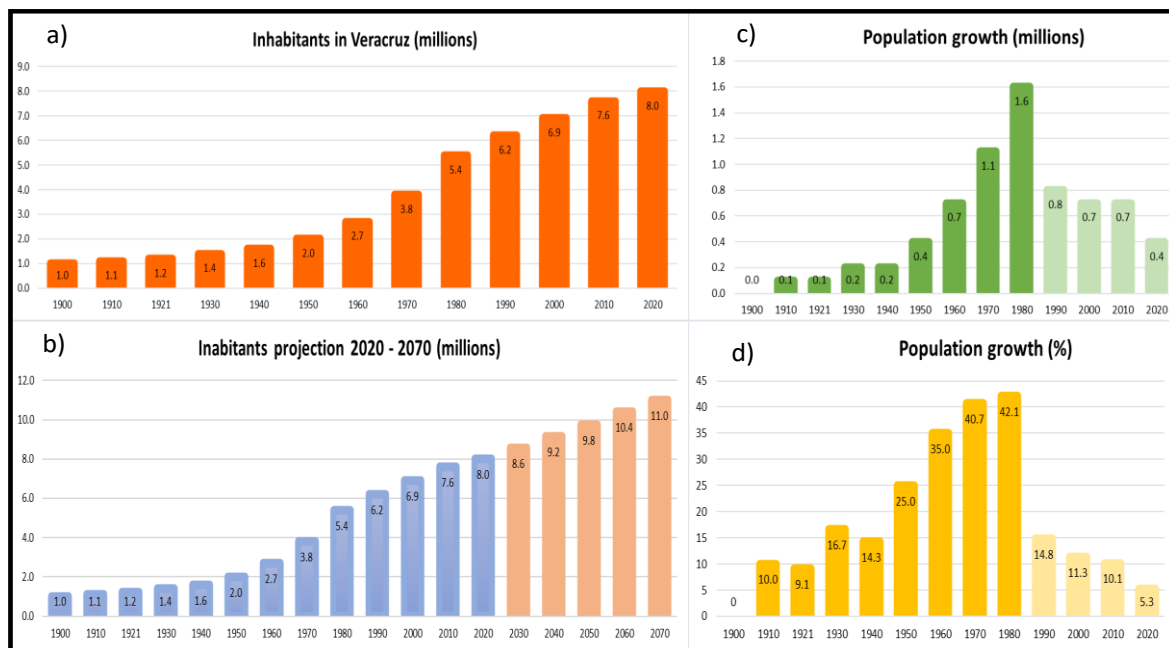 a)
Inhabitants in Veracruz (millions)
9.0
8.0
7.0
6.0
5.0
4.0
3.0
2.0
1.0
0.0
1.0 1.1 1.2 1.4 1.6 2.0 2.7 3.8 5.4 6.2 6.9 7.6 8.0
1900 1910 1921 1930 1940 1950 1960 1970 1980 1990 2000 2010 2020
c)
Population growth (millions)
1.8
1.6
1.4
1.2
1.0
0.8
0.6
0.4
0.2
0.0
0.0 0.1 0.1 0.2 0.2 0.4 0.7 1.1 1.6 0.8 0.7 0.7 0.4
1900 1910 1921 1930 1940 1950 1960 1970 1980 1990 2000 2010 2020
b)
Inabitants projection 2020 - 2070 (millions)
12.0
10.0
8.0
6.0
4.0
2.0
0.0
1.0 1.1 1.2 1.4 1.6 2.0 2.7 3.8 5.4 6.2 6.9 7.6 8.0 8.6 9.2 9.8 10.4 11.0
1900 1910 1921 1930 1940 1950 1960 1970 1980 1990 2000 2010 2020 2030 2040 2050 2060 2070
d)
Population growth (%)
45
40
35
30
25
20
15
10
5
0
0 10.0 9.1 16.7 14.3 25.0 35.0 40.7 42.1 14.8 11.3 10.1 5.3
1900 1910 1921 1930 1940 1950 1960 1970 1980 1990 2000 2010 2020